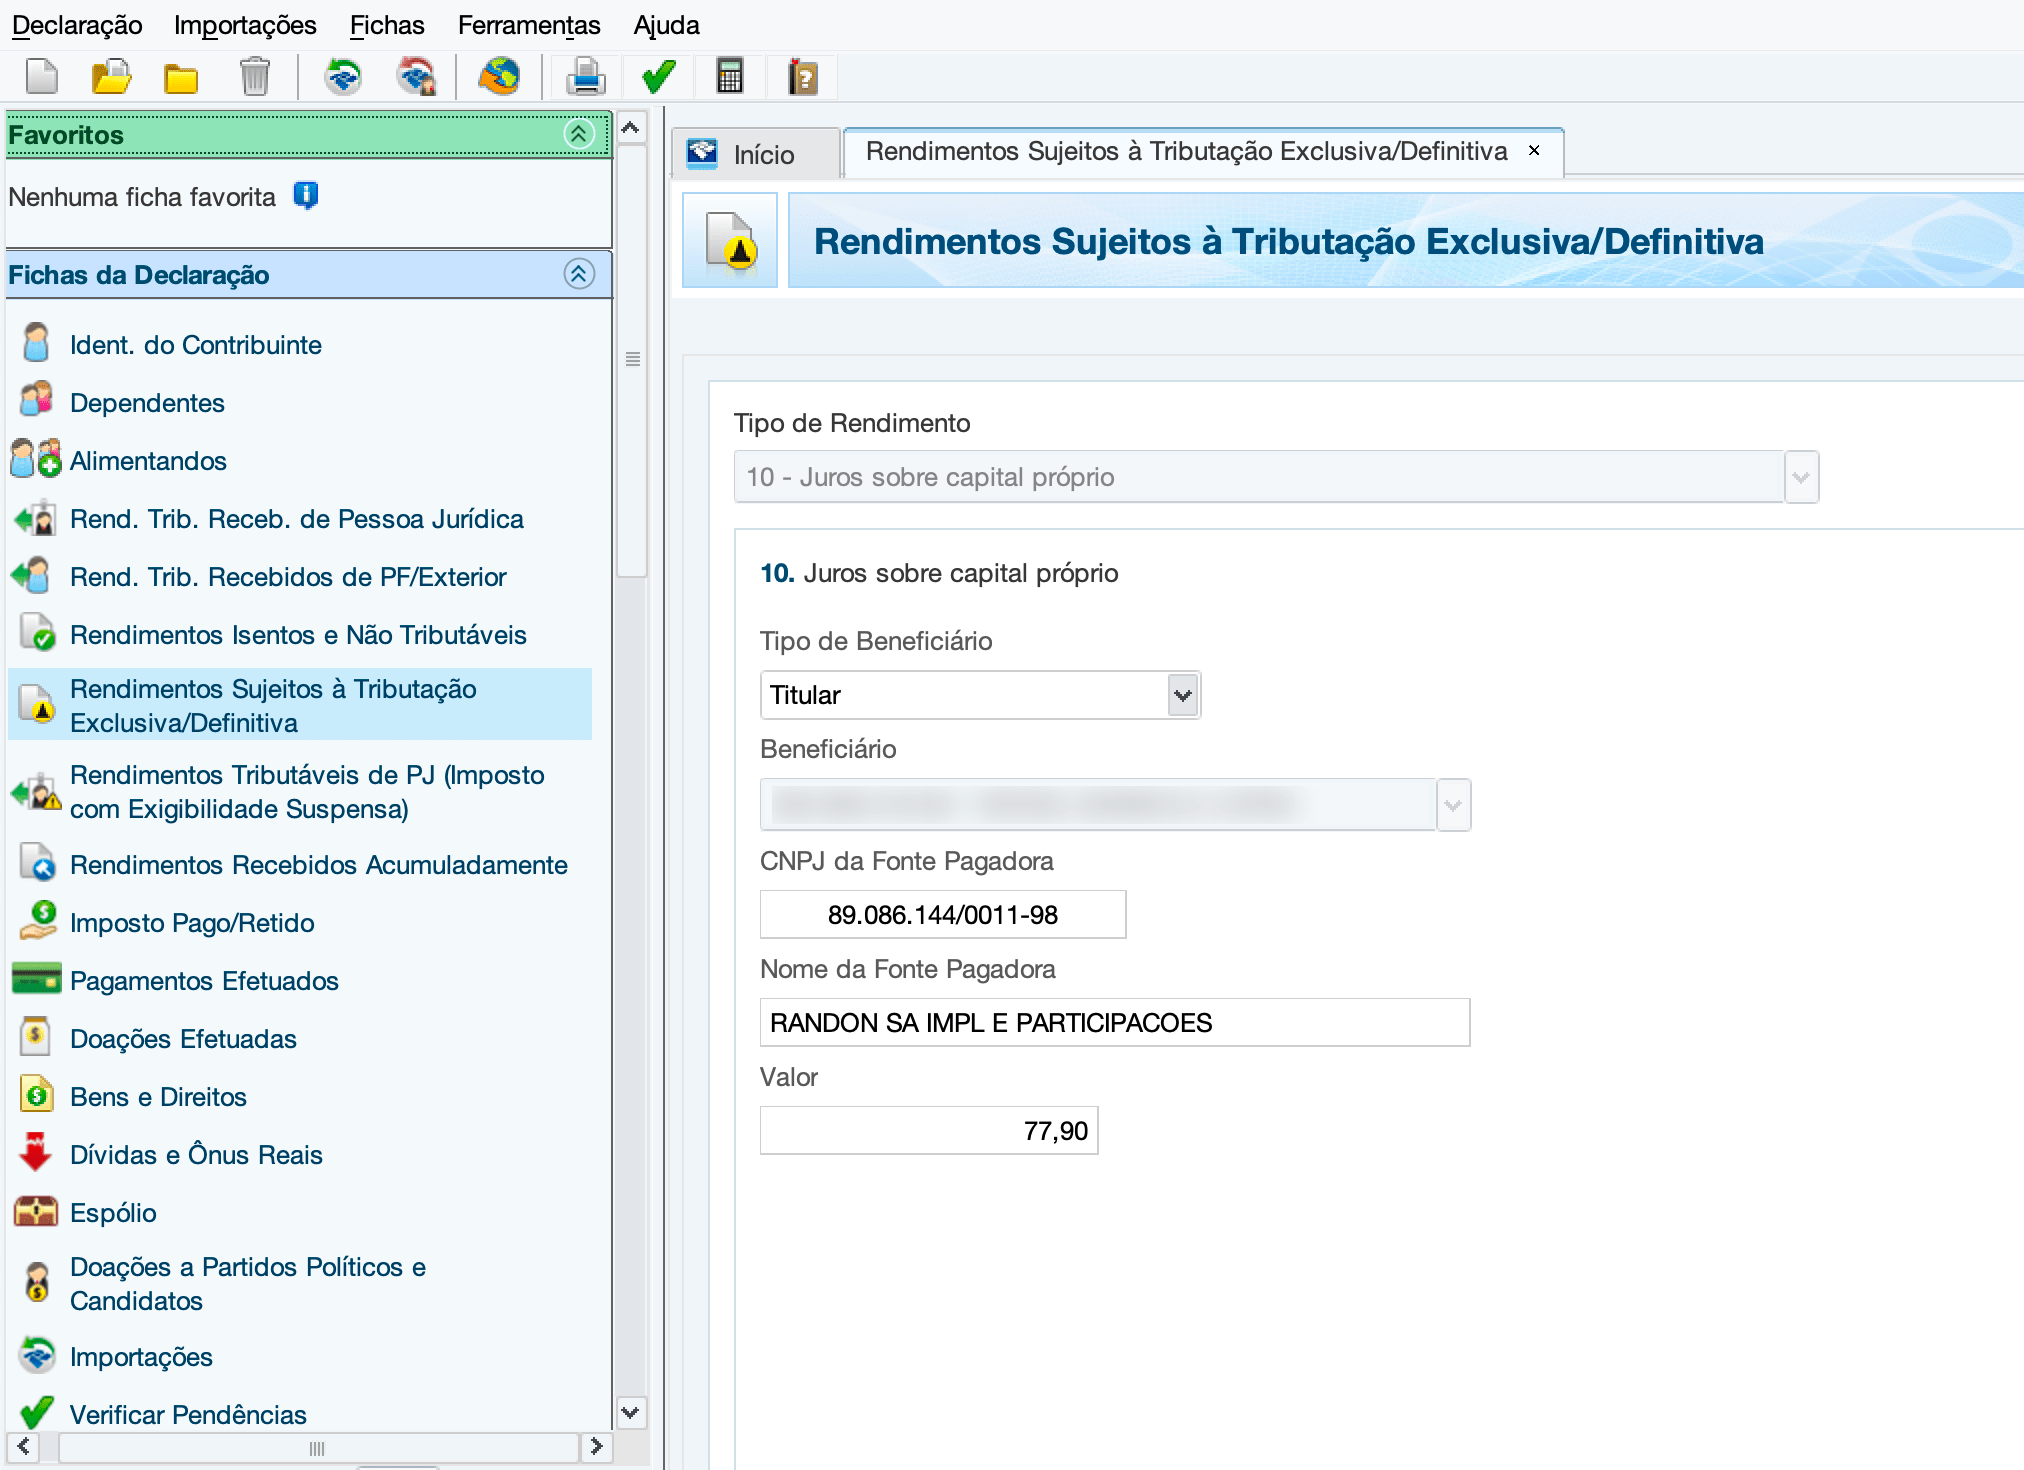 Declaração Importações Fichas Ferramentas Ajuda
Favoritos
Nenhuma ficha favorita
Fichas da Declaração
Ident. do Contribuinte
Dependentes
Alimentandos
Rend. Trib. Receb. de Pessoa Jurídica
Rend. Trib. Recebidos de PF/Exterior
Rendimentos Isentos e Não Tributáveis
Rendimentos Sujeitos à Tributação
Exclusiva/Definitiva
Rendimentos Tributáveis de PJ (Imposto
com Exigibilidade Suspensa)
Rendimentos Recebidos Acumuladamente
Imposto Pago/Retido
Pagamentos Efetuados
Doações Efetuadas
Bens e Direitos
Dívidas e Ônus Reais
Espólio
Doações a Partidos Políticos e
Candidatos
Importações
Verificar Pendências
Início
Rendimentos Sujeitos à Tributação Exclusiva/Definitiva ×
Rendimentos Sujeitos à Tributação Exclusiva/Definitiva
Tipo de Rendimento
10 - Juros sobre capital próprio
10. Juros sobre capital próprio
Tipo de Beneficiário
Titular
Beneficiário
CNPJ da Fonte Pagadora
89.086.144/0011-98
Nome da Fonte Pagadora
RANDON SA IMPL E PARTICIPACOES
Valor
77,90